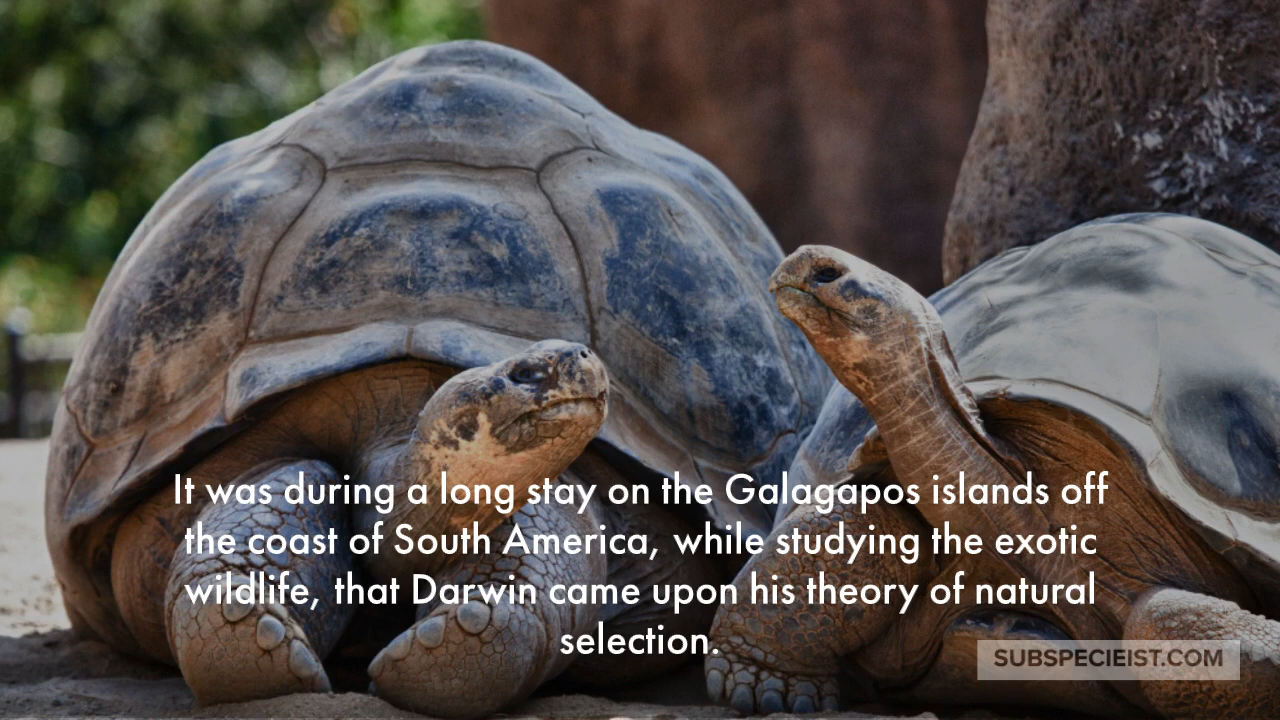 It was during a long stay on the Galagapos islands off
the coast of South America, while studying the exotic
wildlife, that Darwin came upon his theory of natural
selection.
SUBSPECIEIST.COM